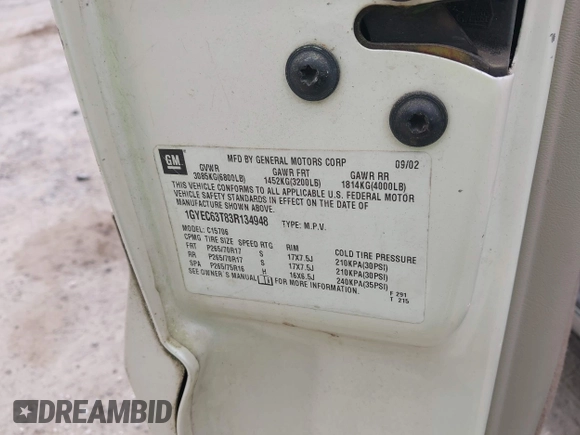 GM
MFD BY GENERAL MOTORS CORP 09/02
GVWR GAWR FRT GAWR RR
3085KG(6800LB) 1452KG(3200LB) 1814KG(4000LB)
THIS VEHICLE CONFORMS TO ALL APPLICABLE U.S. FEDERAL MOTOR
VEHICLE SAFETY STANDARDS IN EFFECT ON THE DATE OF
MANUFACTURE SHOWN ABOVE.
1GYEC63T83R134948 TYPE: M.P.V.
MODEL: C15706
CPMG TIRE SIZE SPEED RTG RIM COLD TIRE PRESSURE
FRT P265/70R17 S 17X7.5J 210KPA(30PSI)
RR P265/70R17 S 17X7.5J 210KPA(30PSI)
SPA P265/75R16 H 16X6.5J 240KPA(35PSI)
SEE OWNER'S MANUAL FOR MORE INFORMATION.
F 291
T 215
DREAMBID